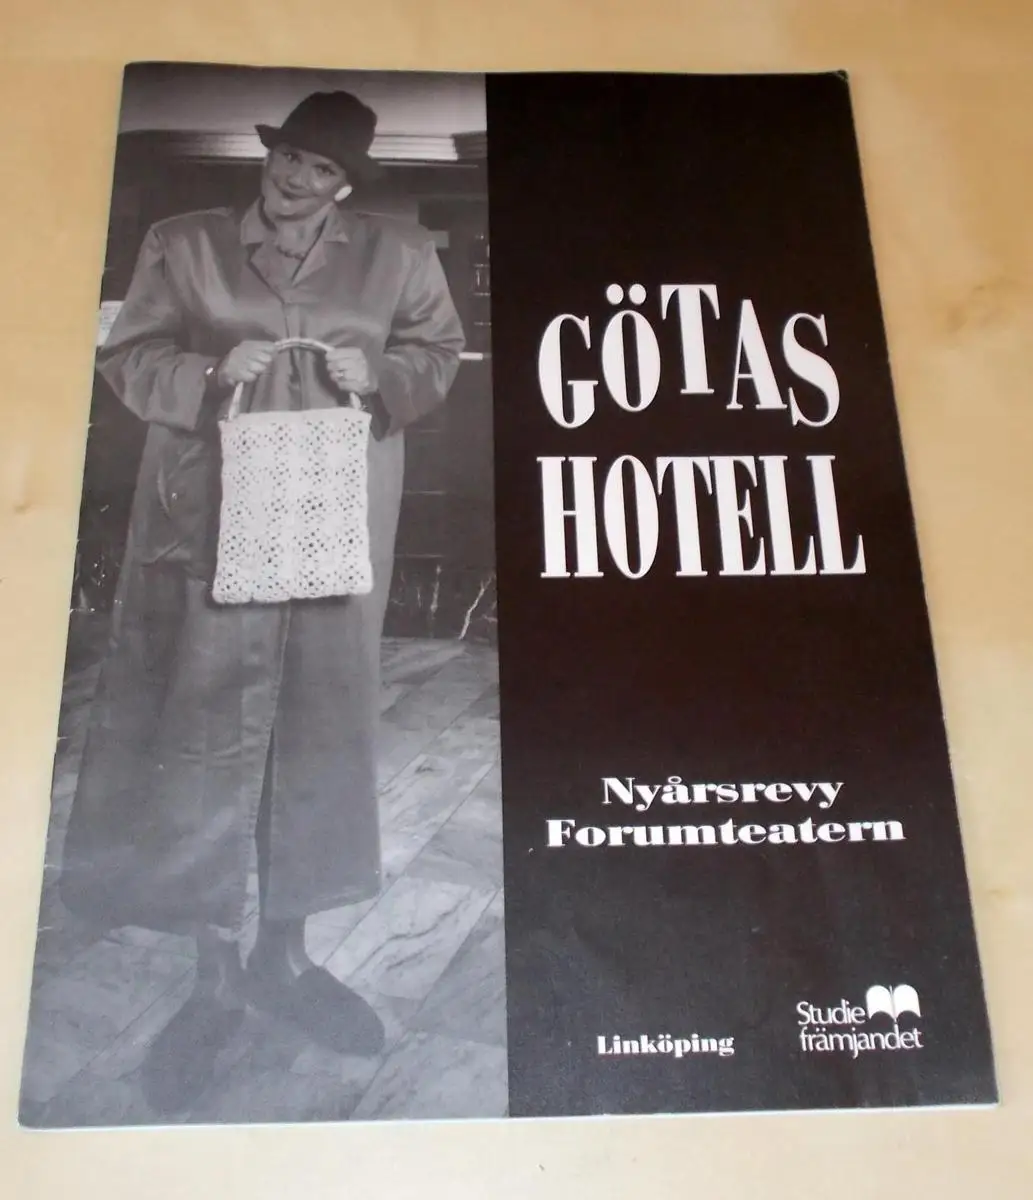 GÖTAS
HOTELL
Nyårsrevy
Forumteatern
Linköping
Studie
främjandet